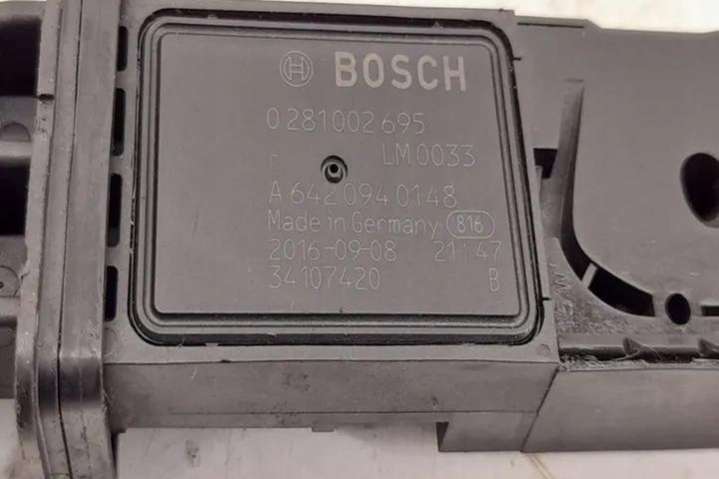 BOSCH
0 281 002 695
- LM 0033
A 642 094 01 48
Made in Germany 816
2016-09-08 21:47
34107420 B